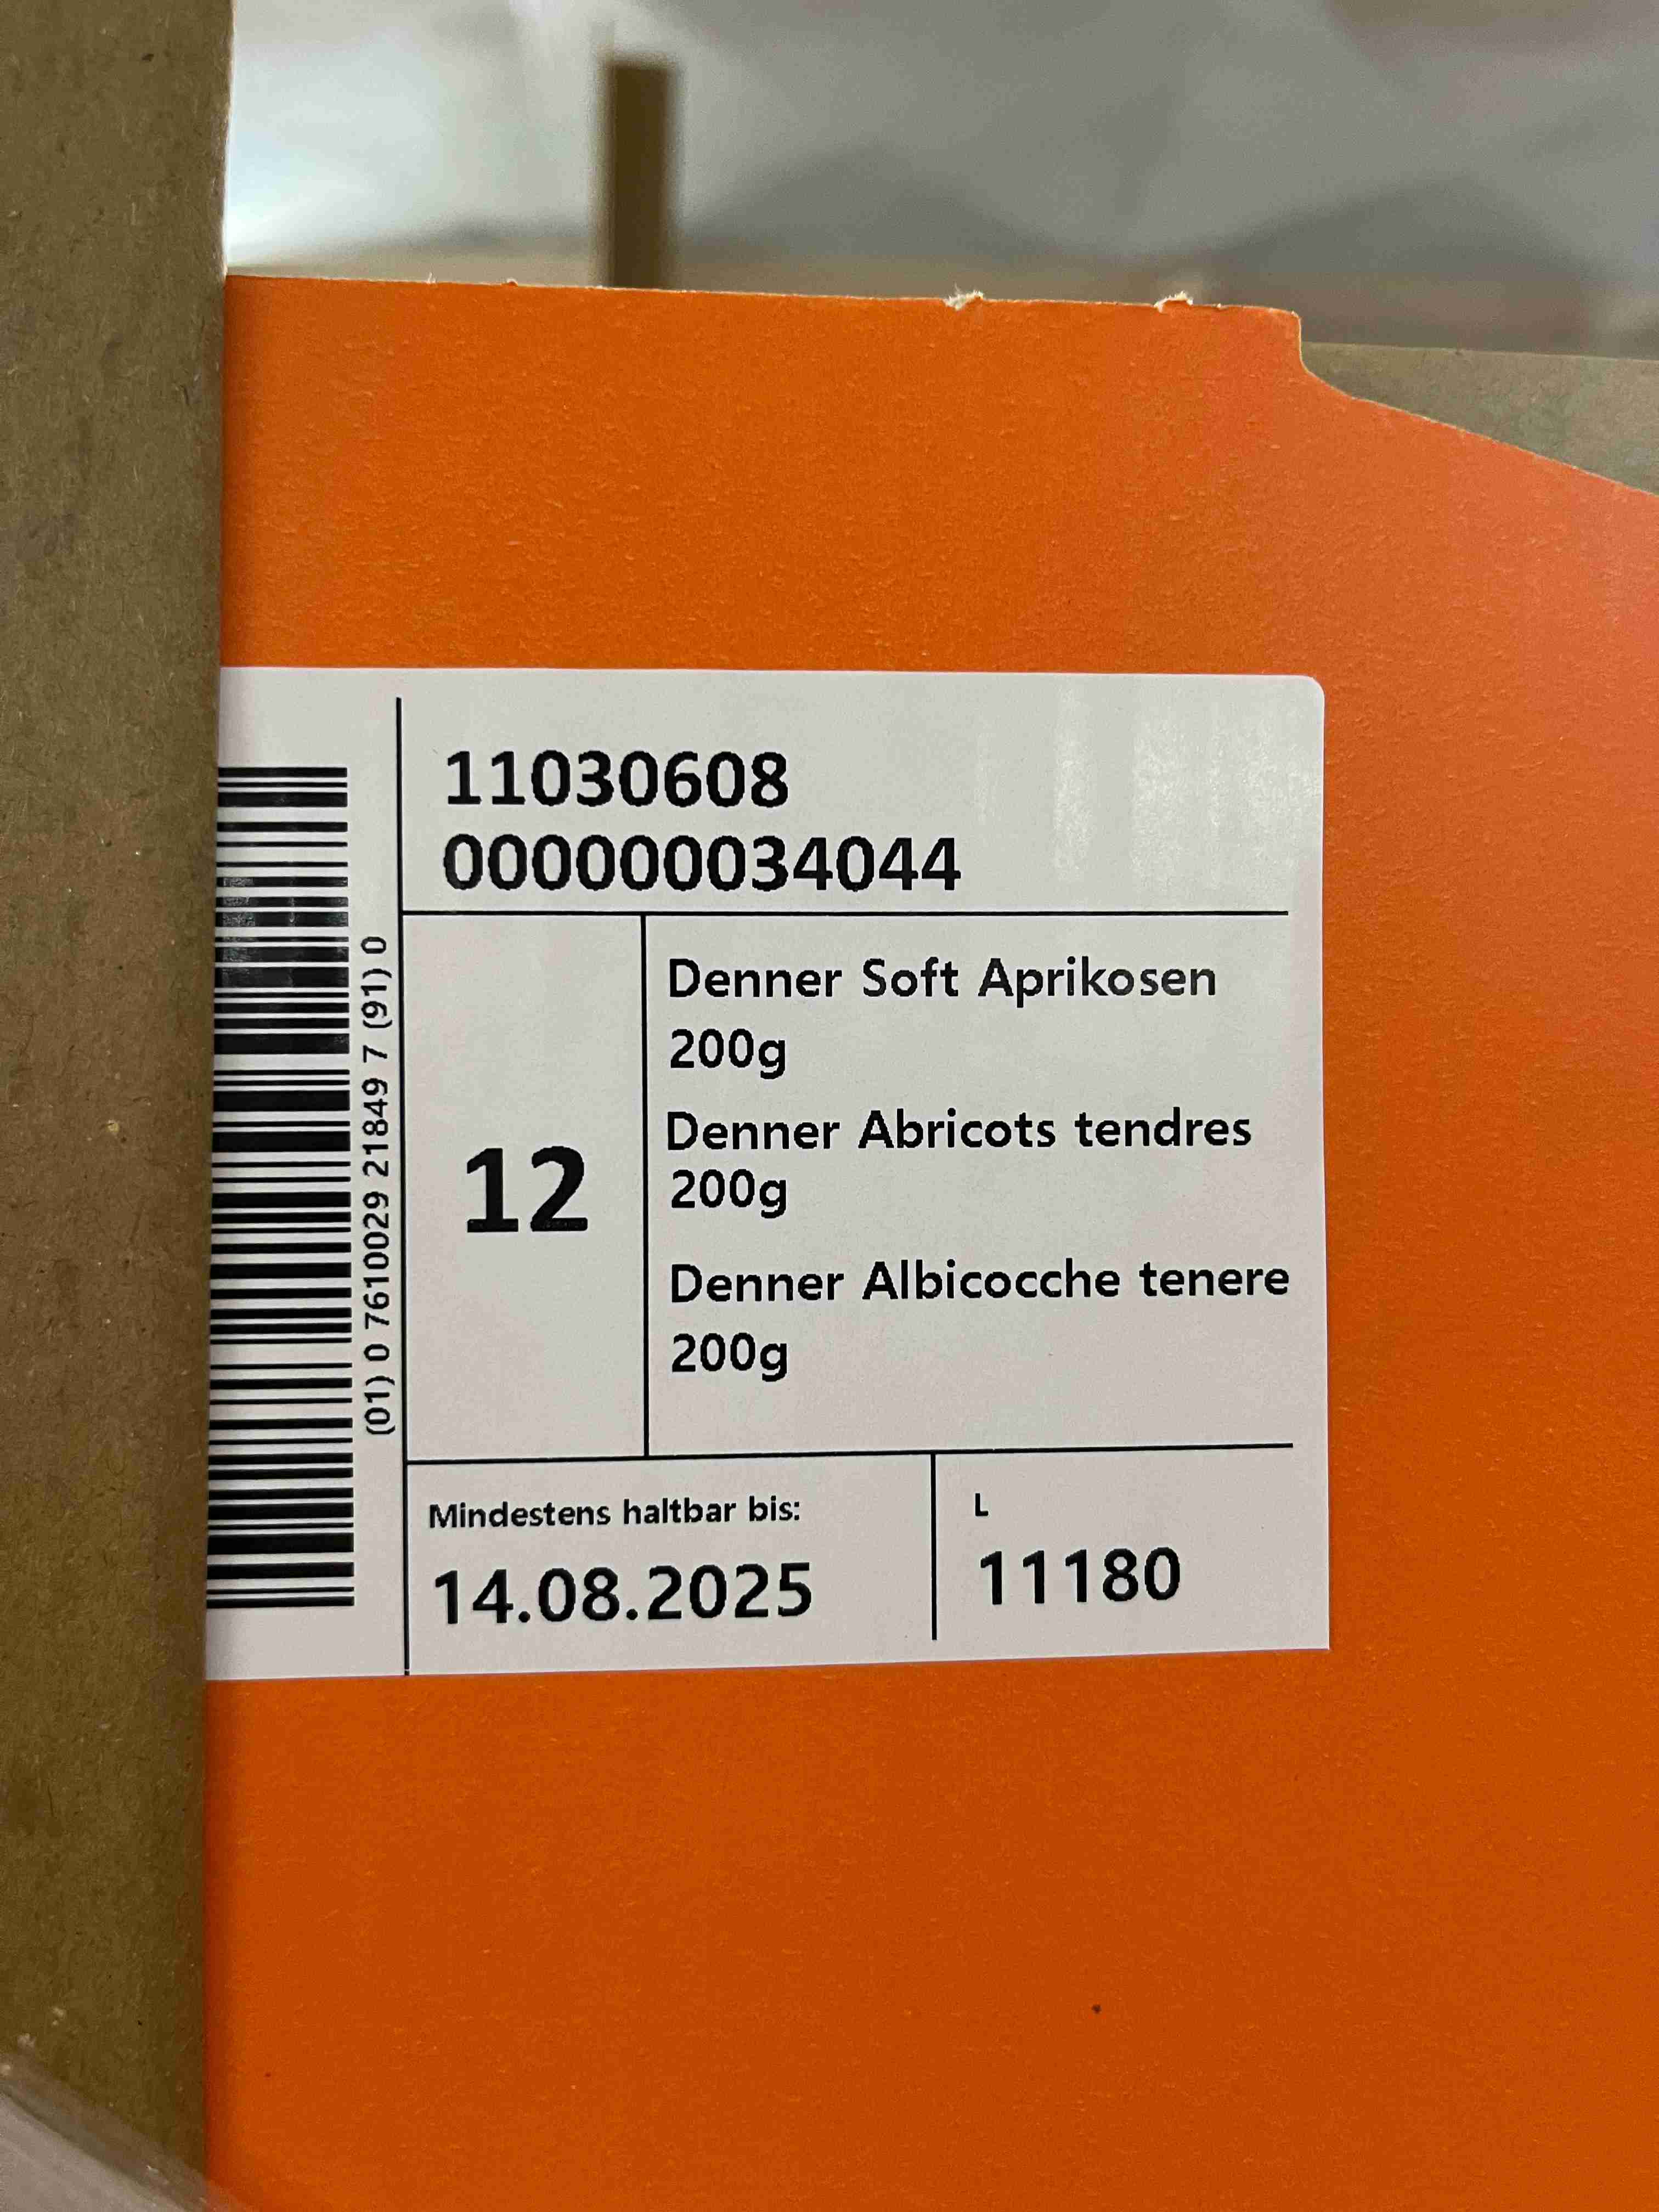 11030608
000000034044
(01) 0 7610029 21849 7 (91) 0
12
Denner Soft Aprikosen
200g
Denner Abricots tendres
200g
Denner Albicocche tenere
200g
Mindestens haltbar bis:
14.08.2025
L
11180